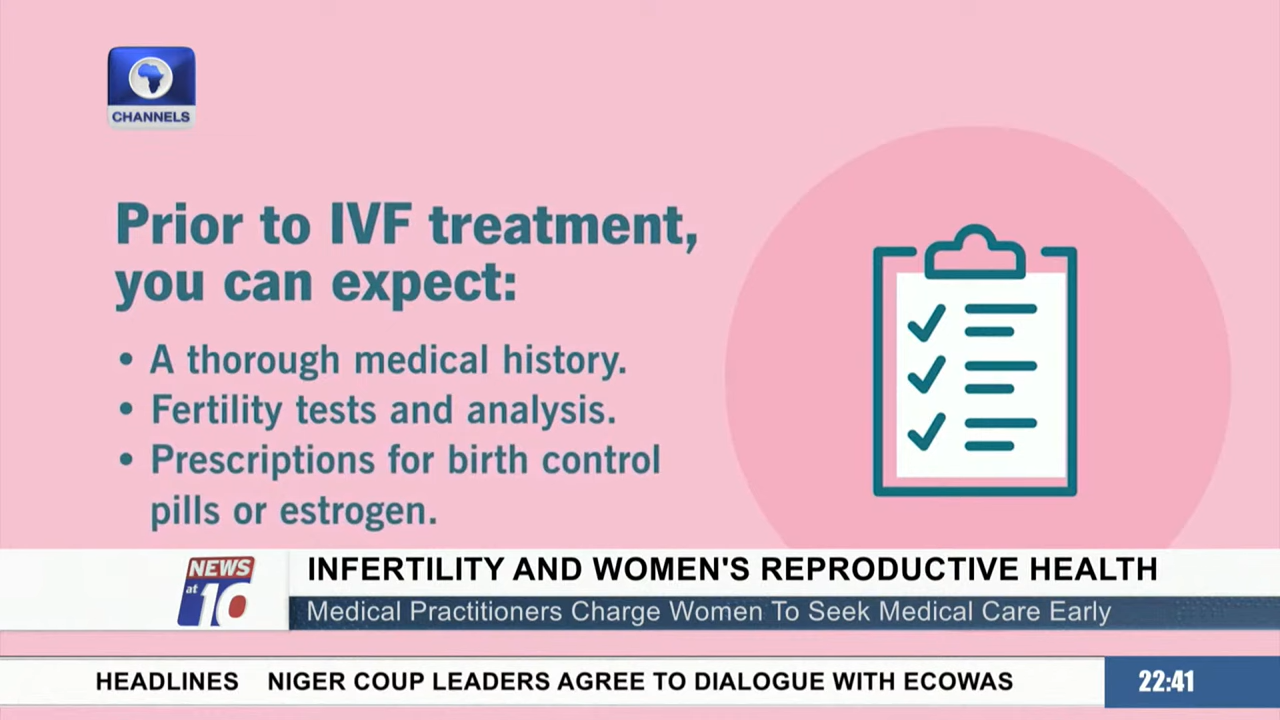 CHANNELS
Prior to IVF treatment,
you can expect:
• A thorough medical history.
• Fertility tests and analysis.
• Prescriptions for birth control
pills or estrogen.
NEWS
at 10
INFERTILITY AND WOMEN'S REPRODUCTIVE HEALTH
Medical Practitioners Charge Women To Seek Medical Care Early
HEADLINES NIGER COUP LEADERS AGREE TO DIALOGUE WITH ECOWAS 22:41